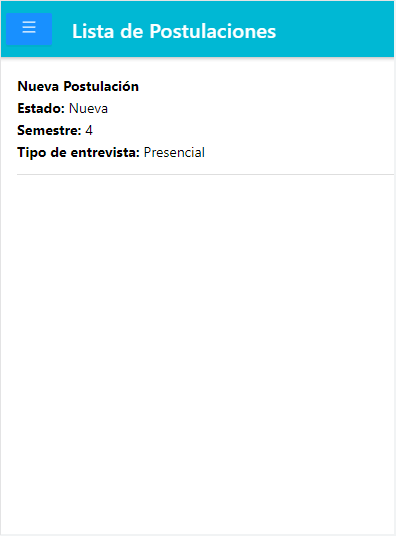 Lista de Postulaciones
Nueva Postulación
Estado: Nueva
Semestre: 4
Tipo de entrevista: Presencial